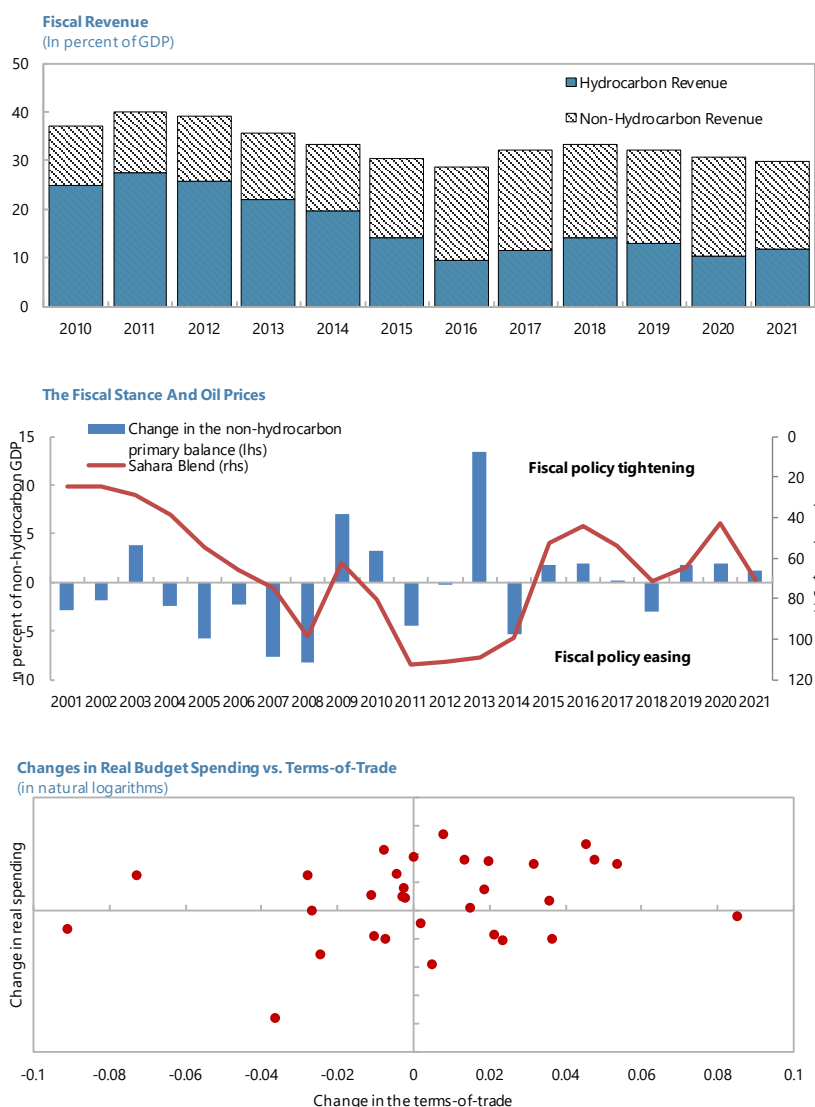 Fiscal Revenue
(In percent of GDP)
50
40
30
20
10
0
Hydrocarbon Revenue
Non-Hydrocarbon Revenue
2010 2011 2012 2013 2014 2015 2016 2017 2018 2019 2020 2021
The Fiscal Stance And Oil Prices
Change in the non-hydrocarbon
primary balance (lhs)
Sahara Blend (rhs)
Fiscal policy tightening
Fiscal policy easing
In percent of non-hydrocarbon GDP
15
10
5
0
-5
-10
0
20
40
60
80
100
120
2001 2002 2003 2004 2005 2006 2007 2008 2009 2010 2011 2012 2013 2014 2015 2016 2017 2018 2019 2020 2021
Changes in Real Budget Spending vs. Terms-of-Trade
(in natural logarithms)
Change in real spending
-0.1 -0.08 -0.06 -0.04 -0.02 0 0.02 0.04 0.06 0.08 0.1
Change in the terms-of-trade